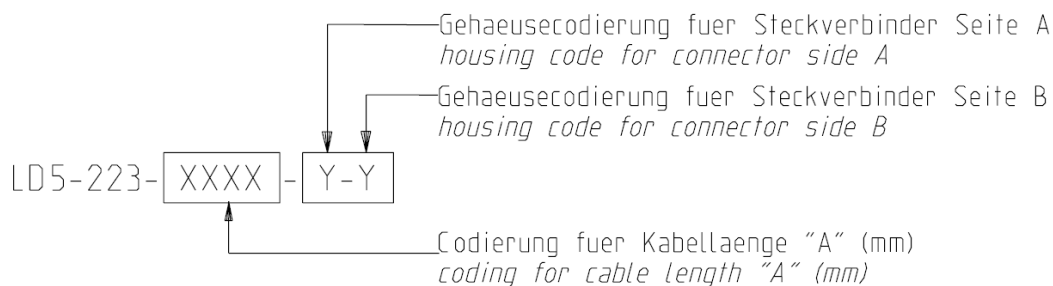 Gehaeusecodierung fuer Steckverbinder Seite A
housing code for connector side A
Gehaeusecodierung fuer Steckverbinder Seite B
housing code for connector side B
LD5-223-XXXX-Y-Y
Codierung fuer Kabellaenge "A" (mm)
coding for cable length "A" (mm)